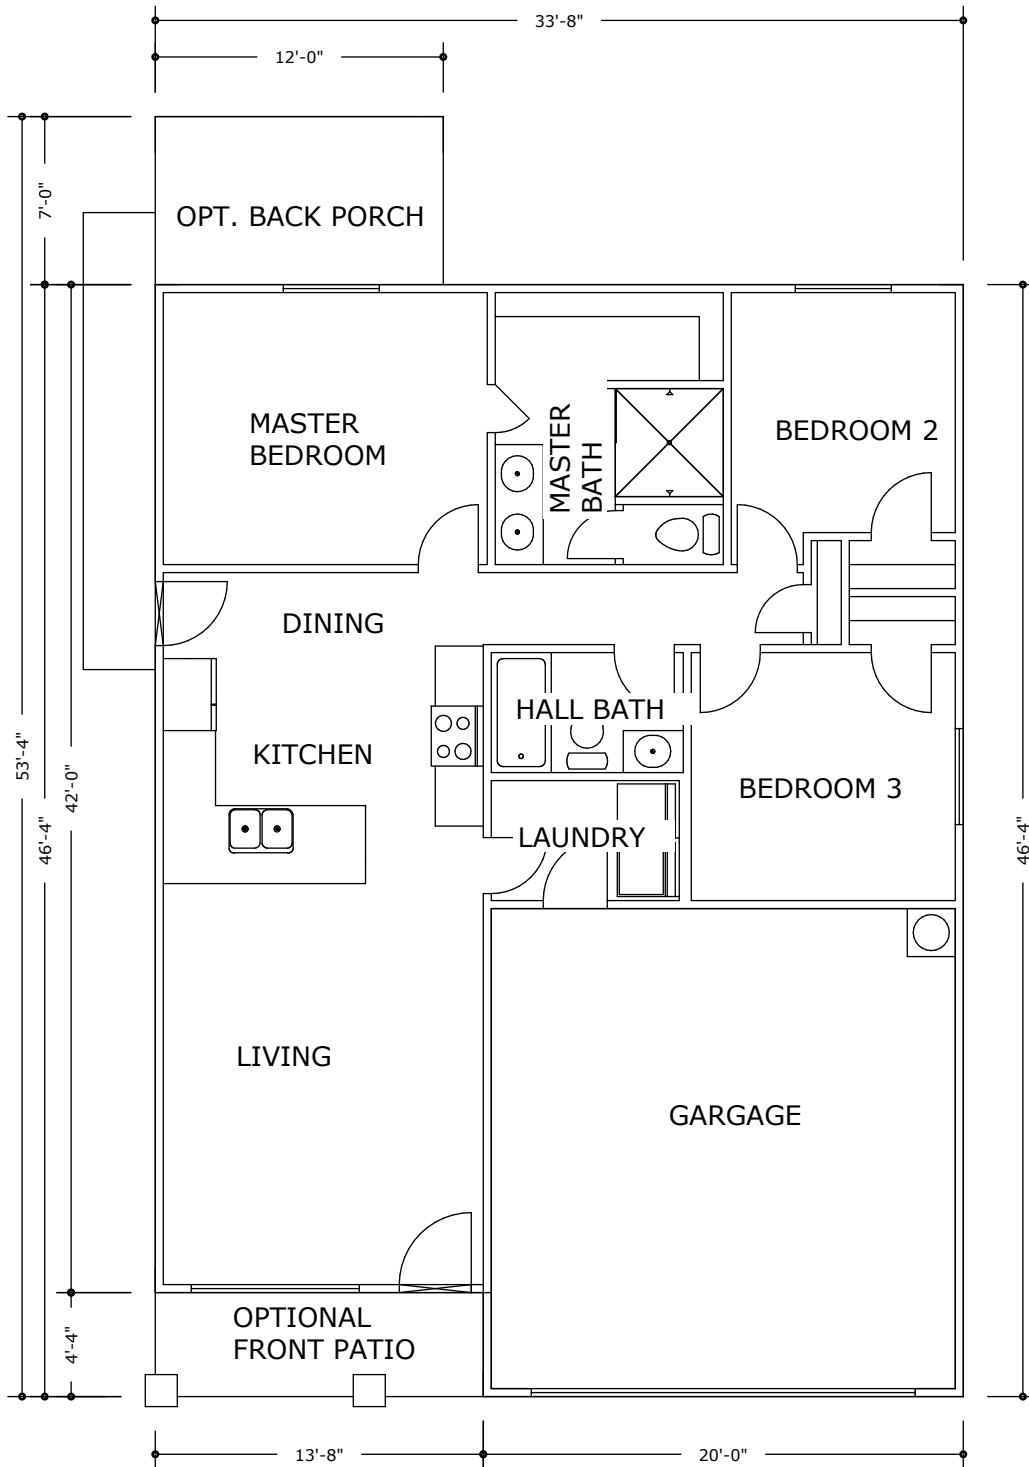 33'-8"
12'-0"
7'-0"
OPT. BACK PORCH
MASTER
BEDROOM
MASTER
BATH
BEDROOM 2
DINING
HALL BATH
KITCHEN
BEDROOM 3
LAUNDRY
53'-4"
46'-4"
42'-0"
46'-4"
LIVING
GARGAGE
OPTIONAL
FRONT PATIO
4'-4"
13'-8"
20'-0"